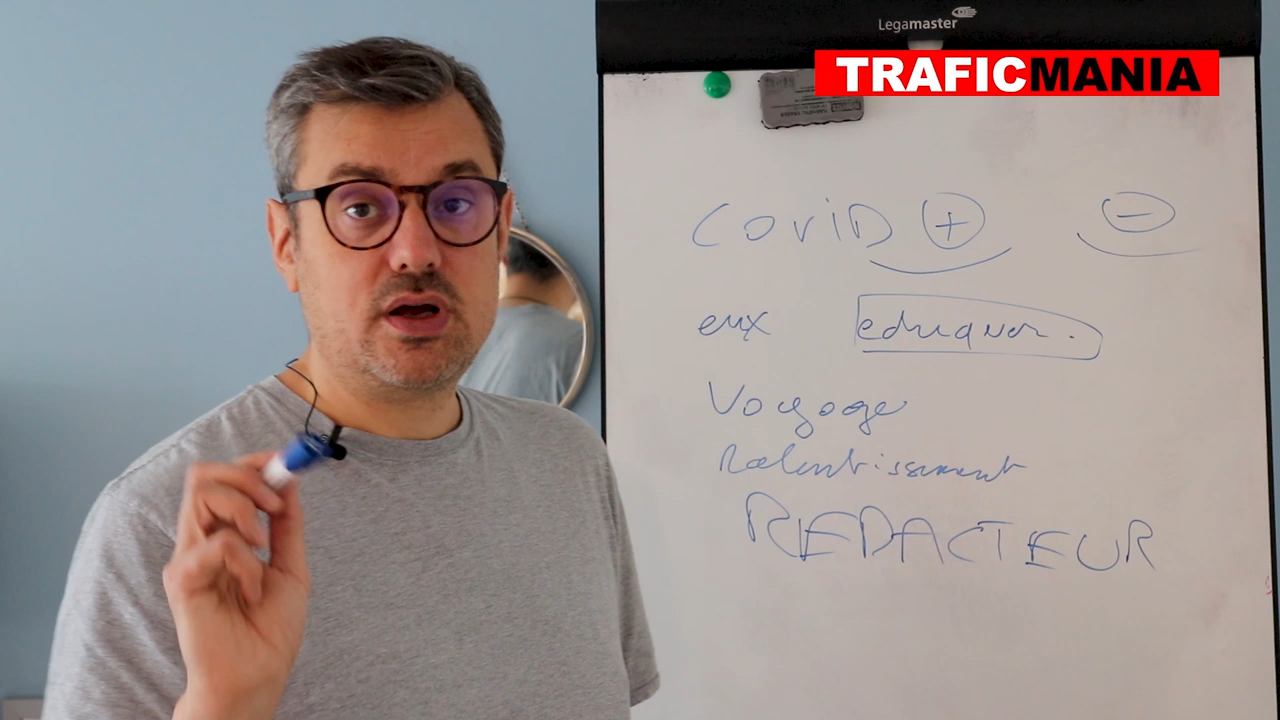 Legamaster
TRAFICMANIA
COVID + -
eux
Voyage
Ralentissement
REDACTEUR